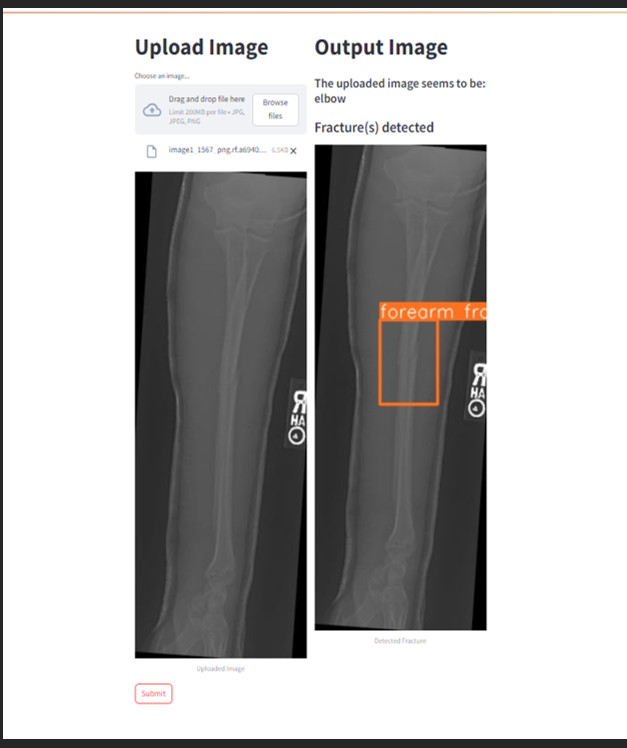 Upload Image
Choose an image...
Drag and drop file here
Limit 200MB per file • JPG,
JPEG, PNG
Browse
files
image1_1567_png.rf.a6940... 6.5KB X
R
HA
4
Uploaded Image
Submit
Output Image
The uploaded image seems to be:
elbow
Fracture(s) detected
forearm fra
R
HA
4
Detected Fracture